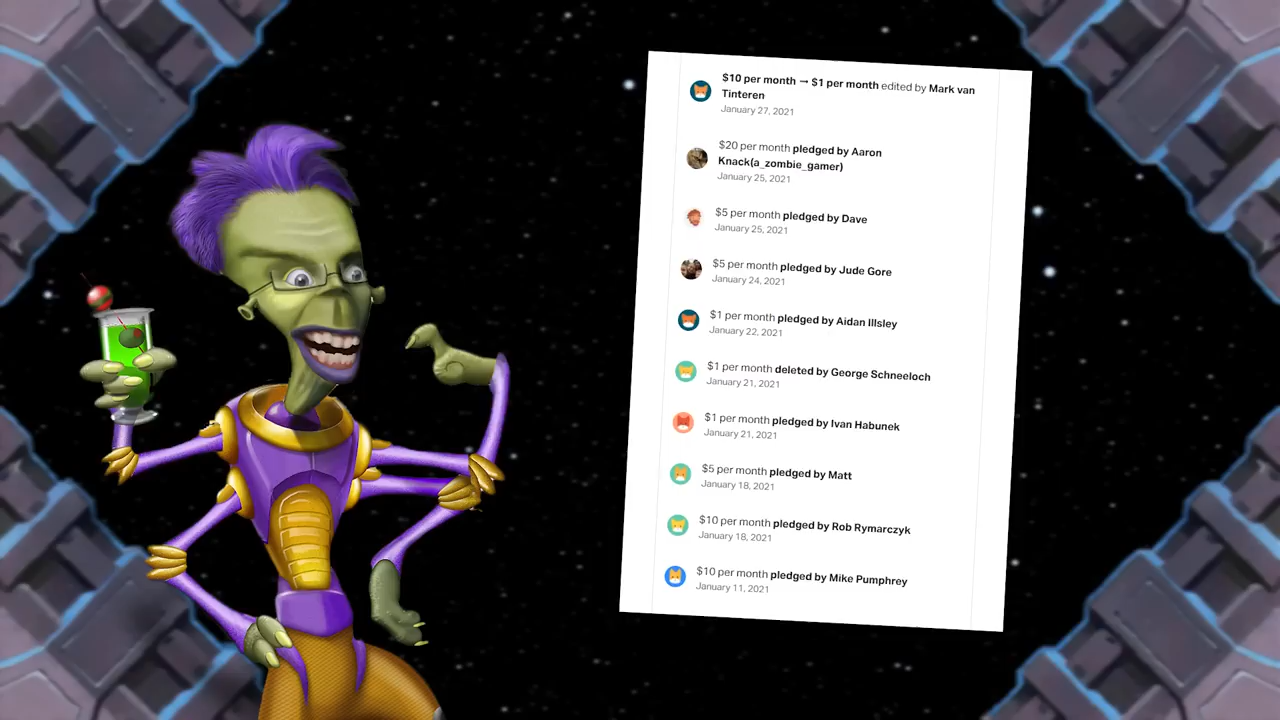 $10 per month → $1 per month edited by Mark van
Tinteren
January 27, 2021
$20 per month pledged by Aaron
Knack(a_zombie_gamer)
January 25, 2021
$5 per month pledged by Dave
January 25, 2021
$5 per month pledged by Jude Gore
January 24, 2021
$1 per month pledged by Aidan Illsley
January 22, 2021
$1 per month deleted by George Schneeloch
January 21, 2021
$1 per month pledged by Ivan Habunek
January 21, 2021
$5 per month pledged by Matt
January 18, 2021
$10 per month pledged by Rob Rymarczyk
January 18, 2021
$10 per month pledged by Mike Pumphrey
January 11, 2021